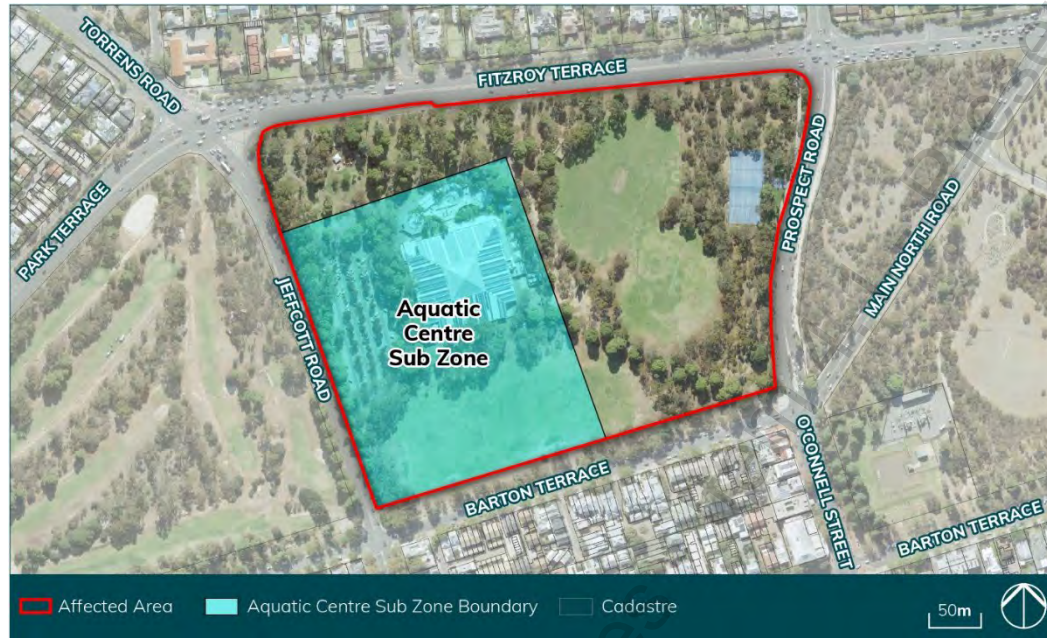 TORRENS ROAD
FITZROY TERRACE
PARK TERRACE
PROSPECT ROAD
MAIN NORTH ROAD
JEFFCOTT ROAD
Aquatic
Centre
Sub Zone
BARTON TERRACE
O'CONNELL STREET
BARTON TERRACE
Affected Area
Aquatic Centre Sub Zone Boundary
Cadastre
50m